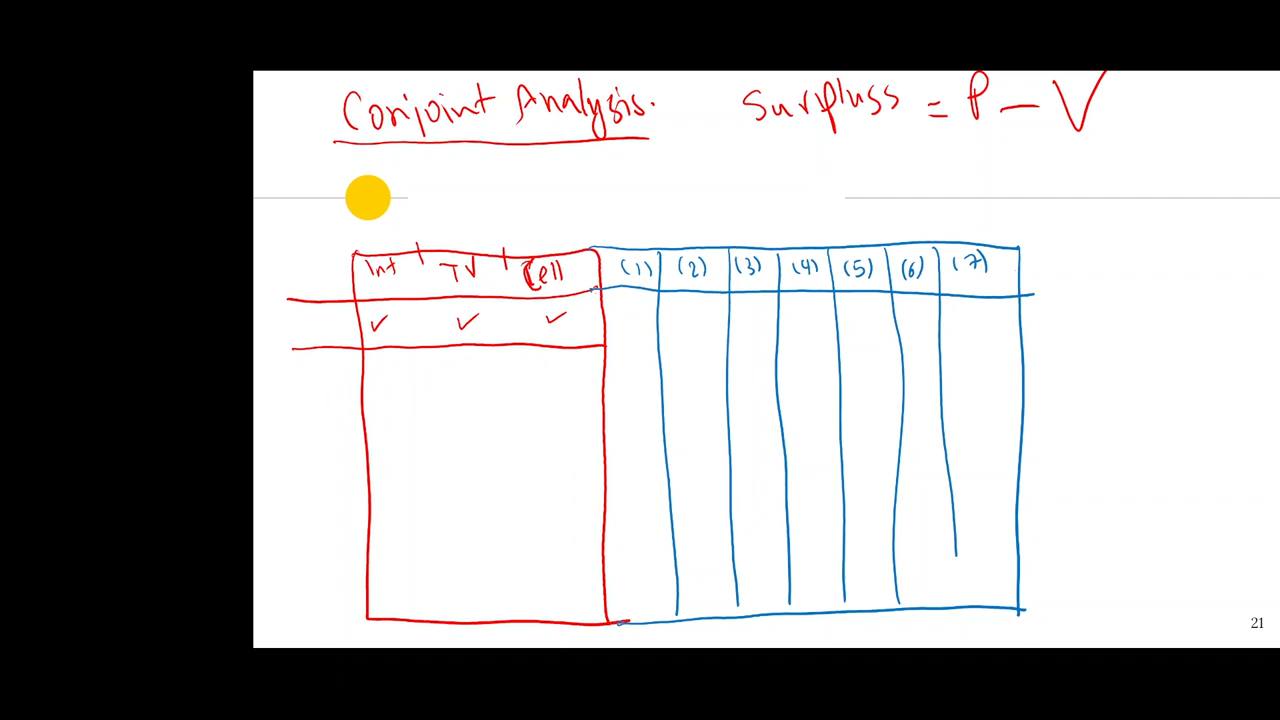 Conjoint Analysis. Surpluss = P - V
Int TV Cell (1) (2) (3) (4) (5) (6) (7)
✓ ✓ ✓
21